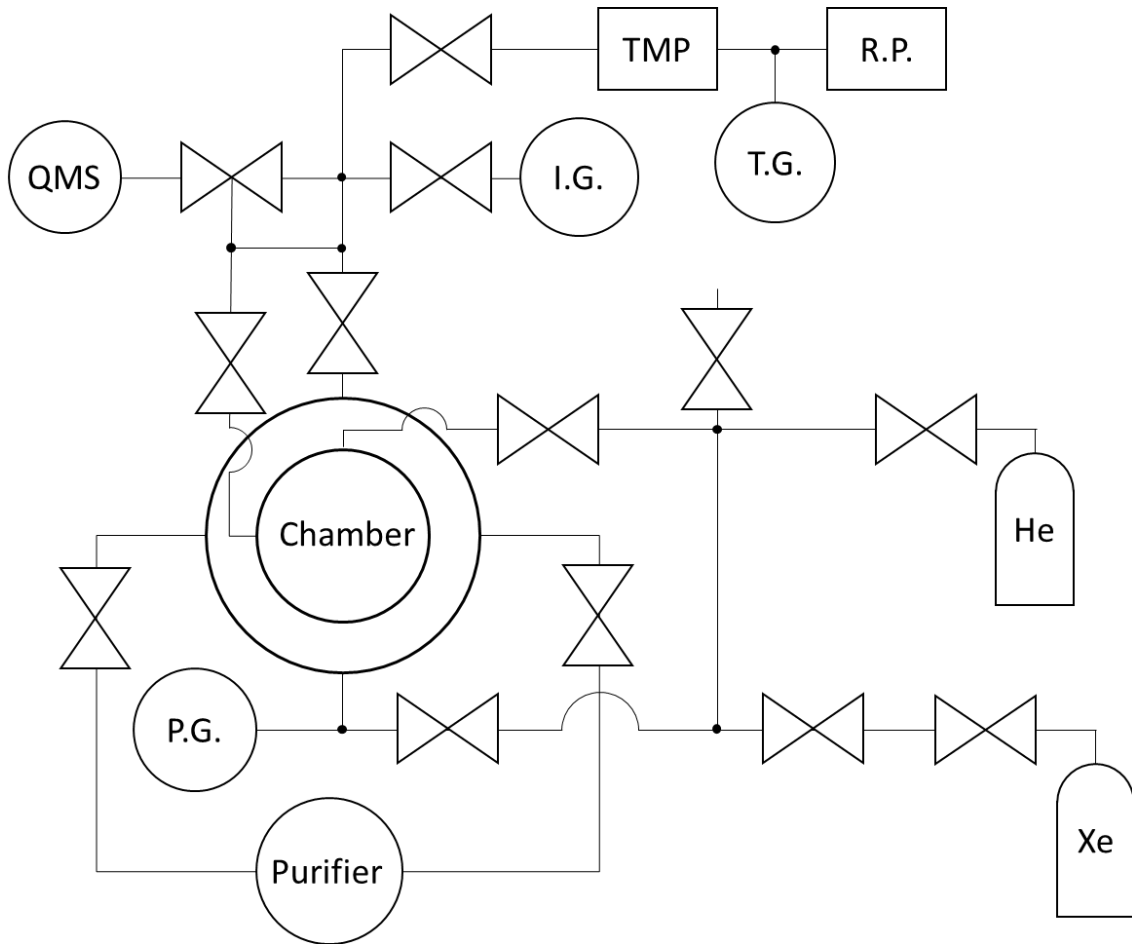 TMP
R.P.
QMS
I.G.
T.G.
Chamber
He
P.G.
Xe
Purifier